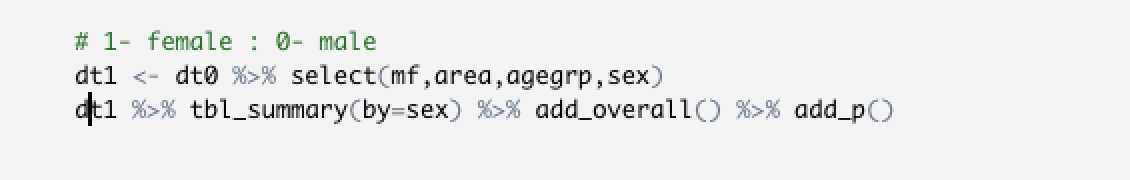 # 1- female : 0- male
dt1 <- dt0 %>% select(mf,area,agegrp,sex)
dt1 %>% tbl_summary(by=sex) %>% add_overall() %>% add_p()